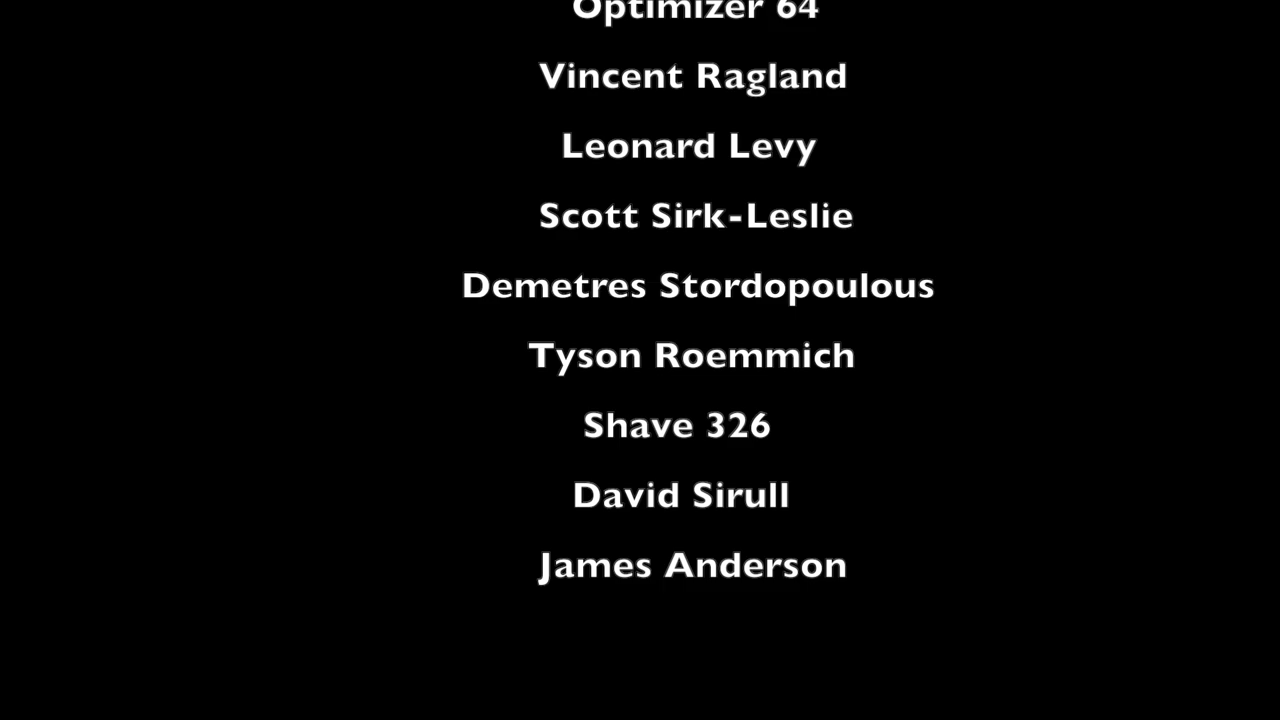 Optimizer 64
Vincent Ragland
Leonard Levy
Scott Sirk-Leslie
Demetres Stordopoulous
Tyson Roemmich
Shave 326
David Sirull
James Anderson